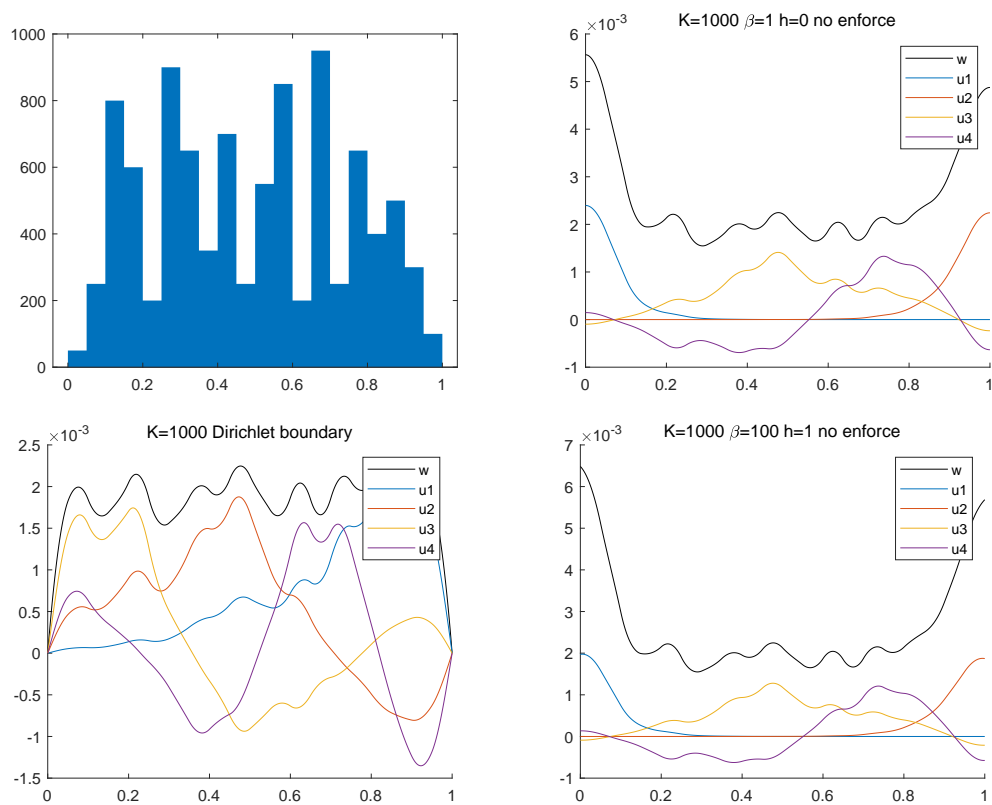 1000
800
600
400
200
0
0 0.2 0.4 0.6 0.8 1
K=1000 β=1 h=0 no enforce
×10⁻³
6
5
4
3
2
1
0
-1
0 0.2 0.4 0.6 0.8 1
w
u1
u2
u3
u4
K=1000 Dirichlet boundary
×10⁻³
2.5
2
1.5
1
0.5
0
-0.5
-1
-1.5
0 0.2 0.4 0.6 0.8 1
w
u1
u2
u3
u4
K=1000 β=100 h=1 no enforce
×10⁻³
7
6
5
4
3
2
1
0
-1
0 0.2 0.4 0.6 0.8 1
w
u1
u2
u3
u4